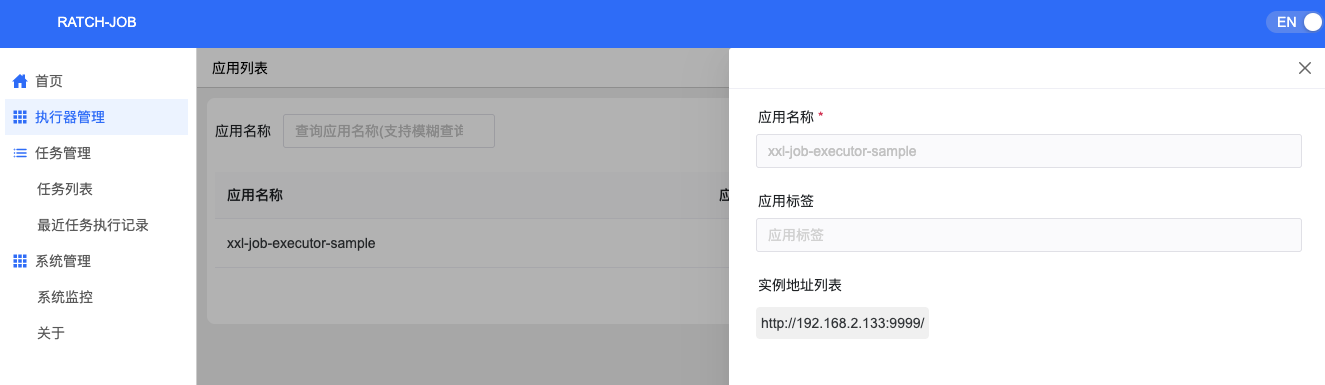 RATCH-JOB
EN
首页
执行器管理
任务管理
任务列表
最近任务执行记录
系统管理
系统监控
关于
应用列表
应用名称
查询应用名称(支持模糊查询
应用名称
xxl-job-executor-sample
应用名称 *
xxl-job-executor-sample
应用标签
应用标签
实例地址列表
http://192.168.2.133:9999/